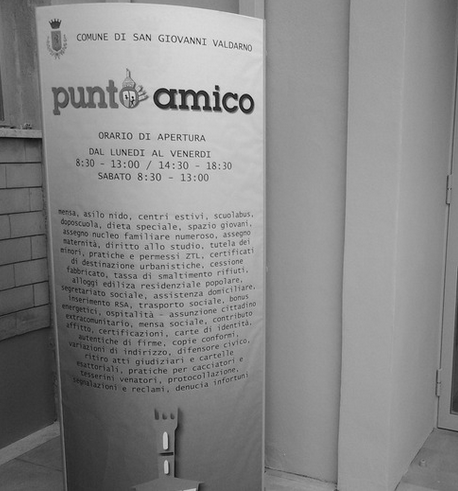 COMUNE DI SAN GIOVANNI VALDARNO
punto amico
ORARIO DI APERTURA
DAL LUNEDI AL VENERDI
8:30 - 13:00 / 14:30 - 18:30
SABATO 8:30 - 13:00
mensa, asilo nido, centri estivi, scuolabus,
doposcuola, dieta speciale, spazio giovani,
assegno nucleo familiare numeroso, assegno
maternità, diritto allo studio, tutela dei
minori, pratiche e permessi ZTL, certificati
di destinazione urbanistiche, cessione
fabbricato, tassa di smaltimento rifiuti,
alloggi ediliza residenziale popolare,
segretariato sociale, assistenza domiciliare,
inserimento RSA, trasporto sociale, bonus
energetici, ospitalità - assunzione cittadino
extracomunitario, mensa sociale, contributo
affitto, certificazioni, carte di identità,
autentiche di firme, copie conformi,
variazioni di indirizzo, difensore civico,
ritiro atti giudiziari e cartelle
esattoriali, pratiche per cacciatori e
tesserini venatori, protocollazione,
segnalazioni e reclami, denucia infortuni